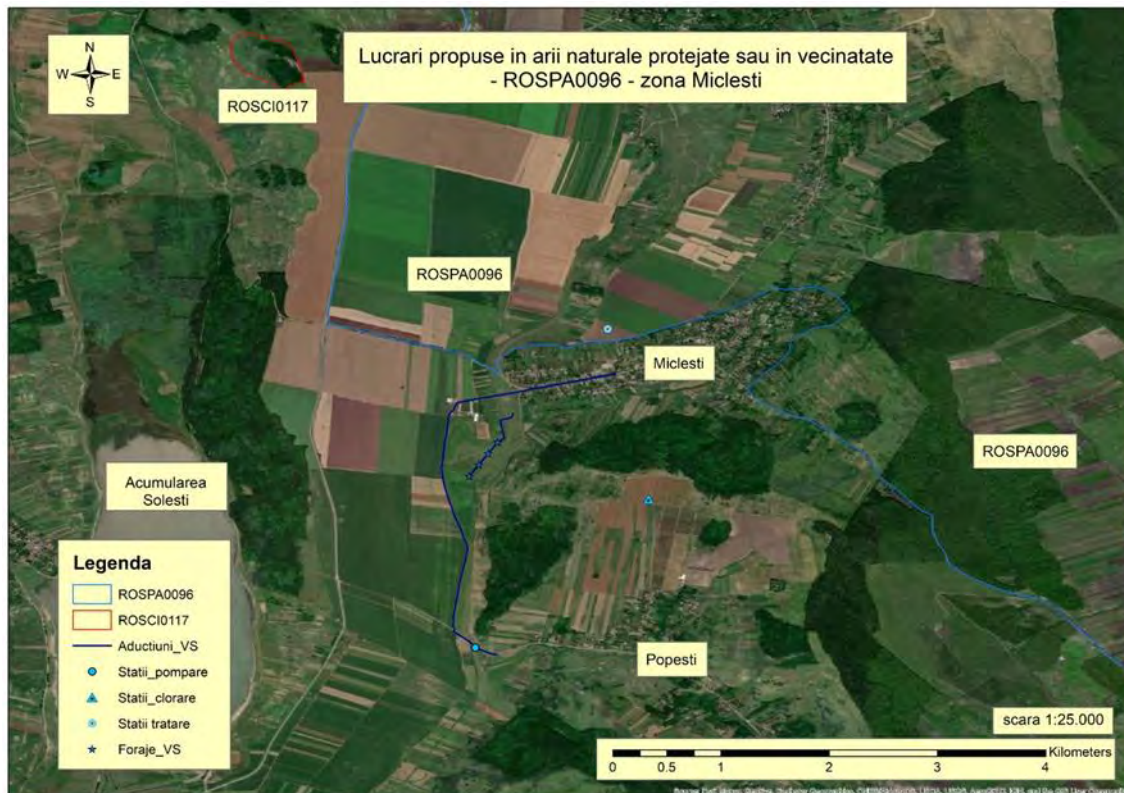 Lucrari propuse in arii naturale protejate sau in vecinatate
- ROSPA0096 - zona Miclesti
N
W E
S
ROSCI0117
ROSPA0096
Miclesti
ROSPA0096
Acumularea
Solesti
Popesti
Legenda
ROSPA0096
ROSCI0117
Aductiuni_VS
Statii_pompare
Statii_clorare
Statii tratare
Foraje_VS
scara 1:25.000
Kilometers
0 0.5 1 2 3 4